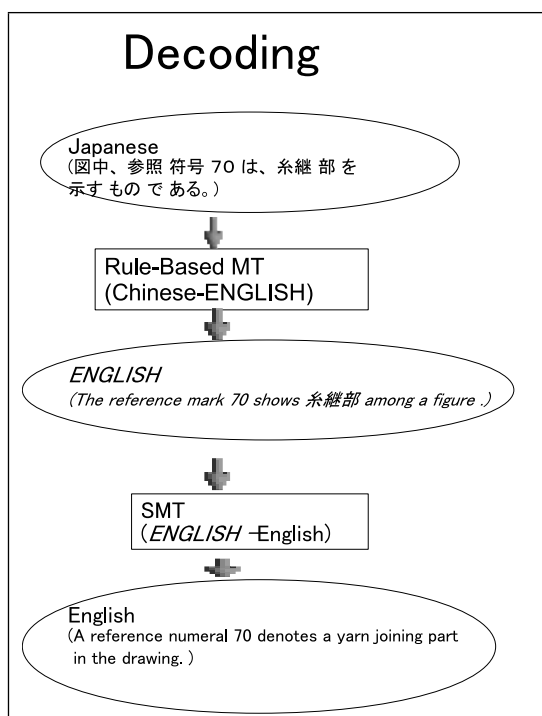 Decoding
Japanese
(図中、参照 符号 70 は、糸継 部 を
示す もの で ある。)
Rule-Based MT
(Chinese-ENGLISH)
ENGLISH
(The reference mark 70 shows 糸継部 among a figure .)
SMT
(ENGLISH -English)
English
(A reference numeral 70 denotes a yarn joining part
in the drawing. )